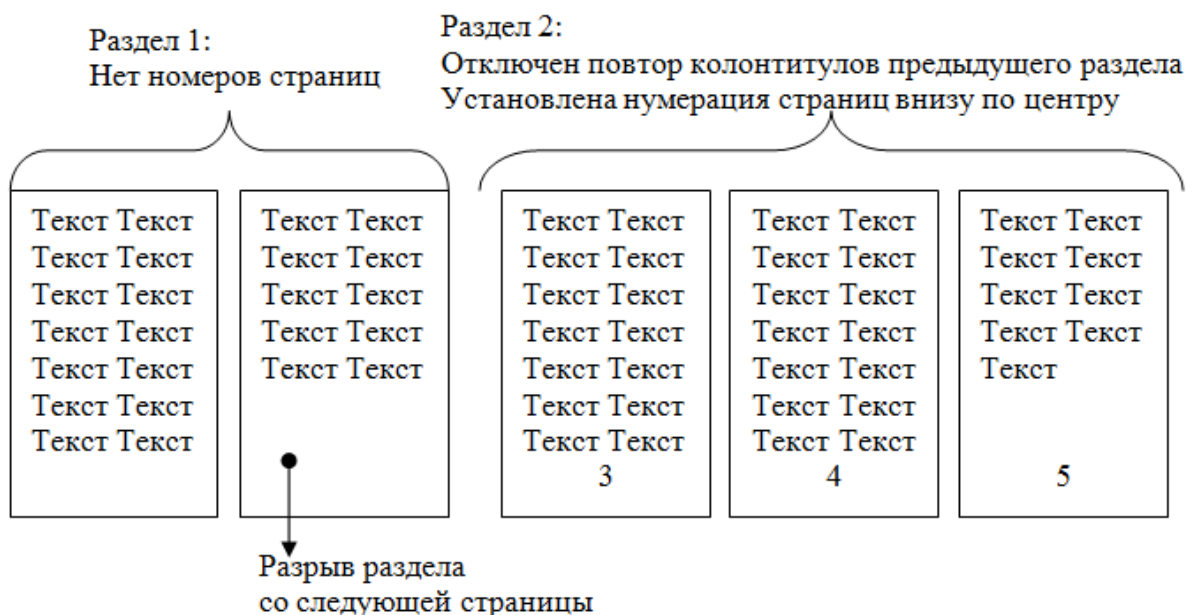 Раздел 1:
Нет номеров страниц
Раздел 2:
Отключен повтор колонтитулов предыдущего раздела
Установлена нумерация страниц внизу по центру
Текст Текст
Текст Текст
Текст Текст
Текст Текст
Текст Текст
Текст Текст
Текст Текст
Текст Текст
Текст Текст
Текст Текст
Текст Текст
Текст Текст
Разрыв раздела
со следующей страницы
Текст Текст
Текст Текст
Текст Текст
Текст Текст
Текст Текст
Текст Текст
Текст Текст
3
Текст Текст
Текст Текст
Текст Текст
Текст Текст
Текст Текст
Текст Текст
Текст Текст
4
Текст Текст
Текст Текст
Текст Текст
Текст Текст
Текст
5